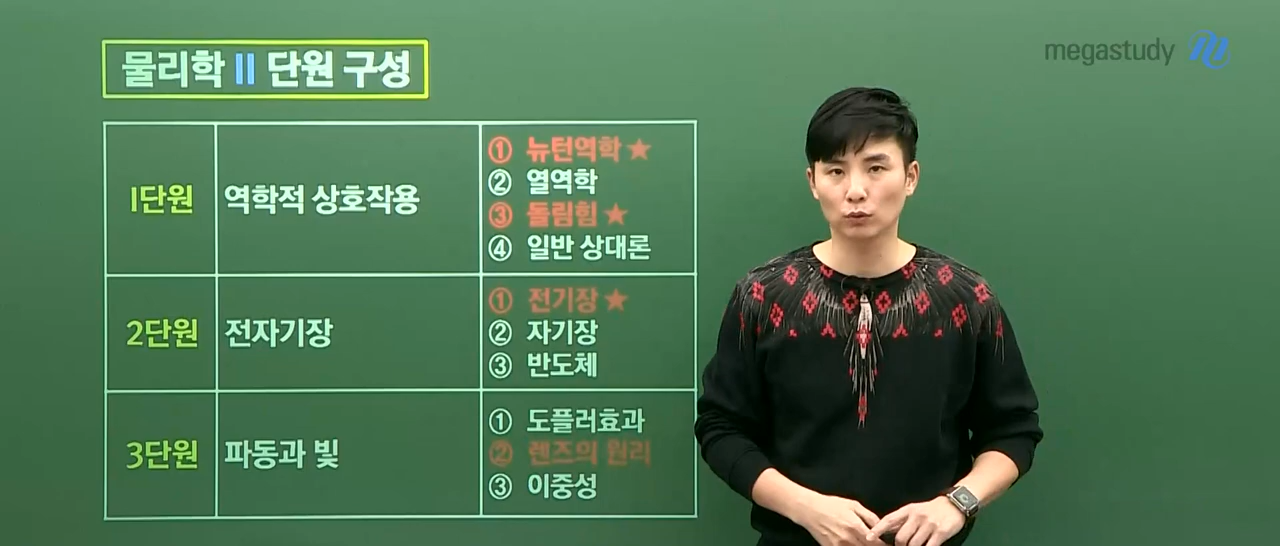 물리학 II 단원 구성
megastudy
1단원
역학적 상호작용
① 뉴턴역학 ★
② 열역학
③ 돌림힘 ★
④ 일반 상대론
2단원
전자기장
① 전기장 ★
② 자기장
③ 반도체
3단원
파동과 빛
① 도플러효과
② 렌즈의 원리
③ 이중성